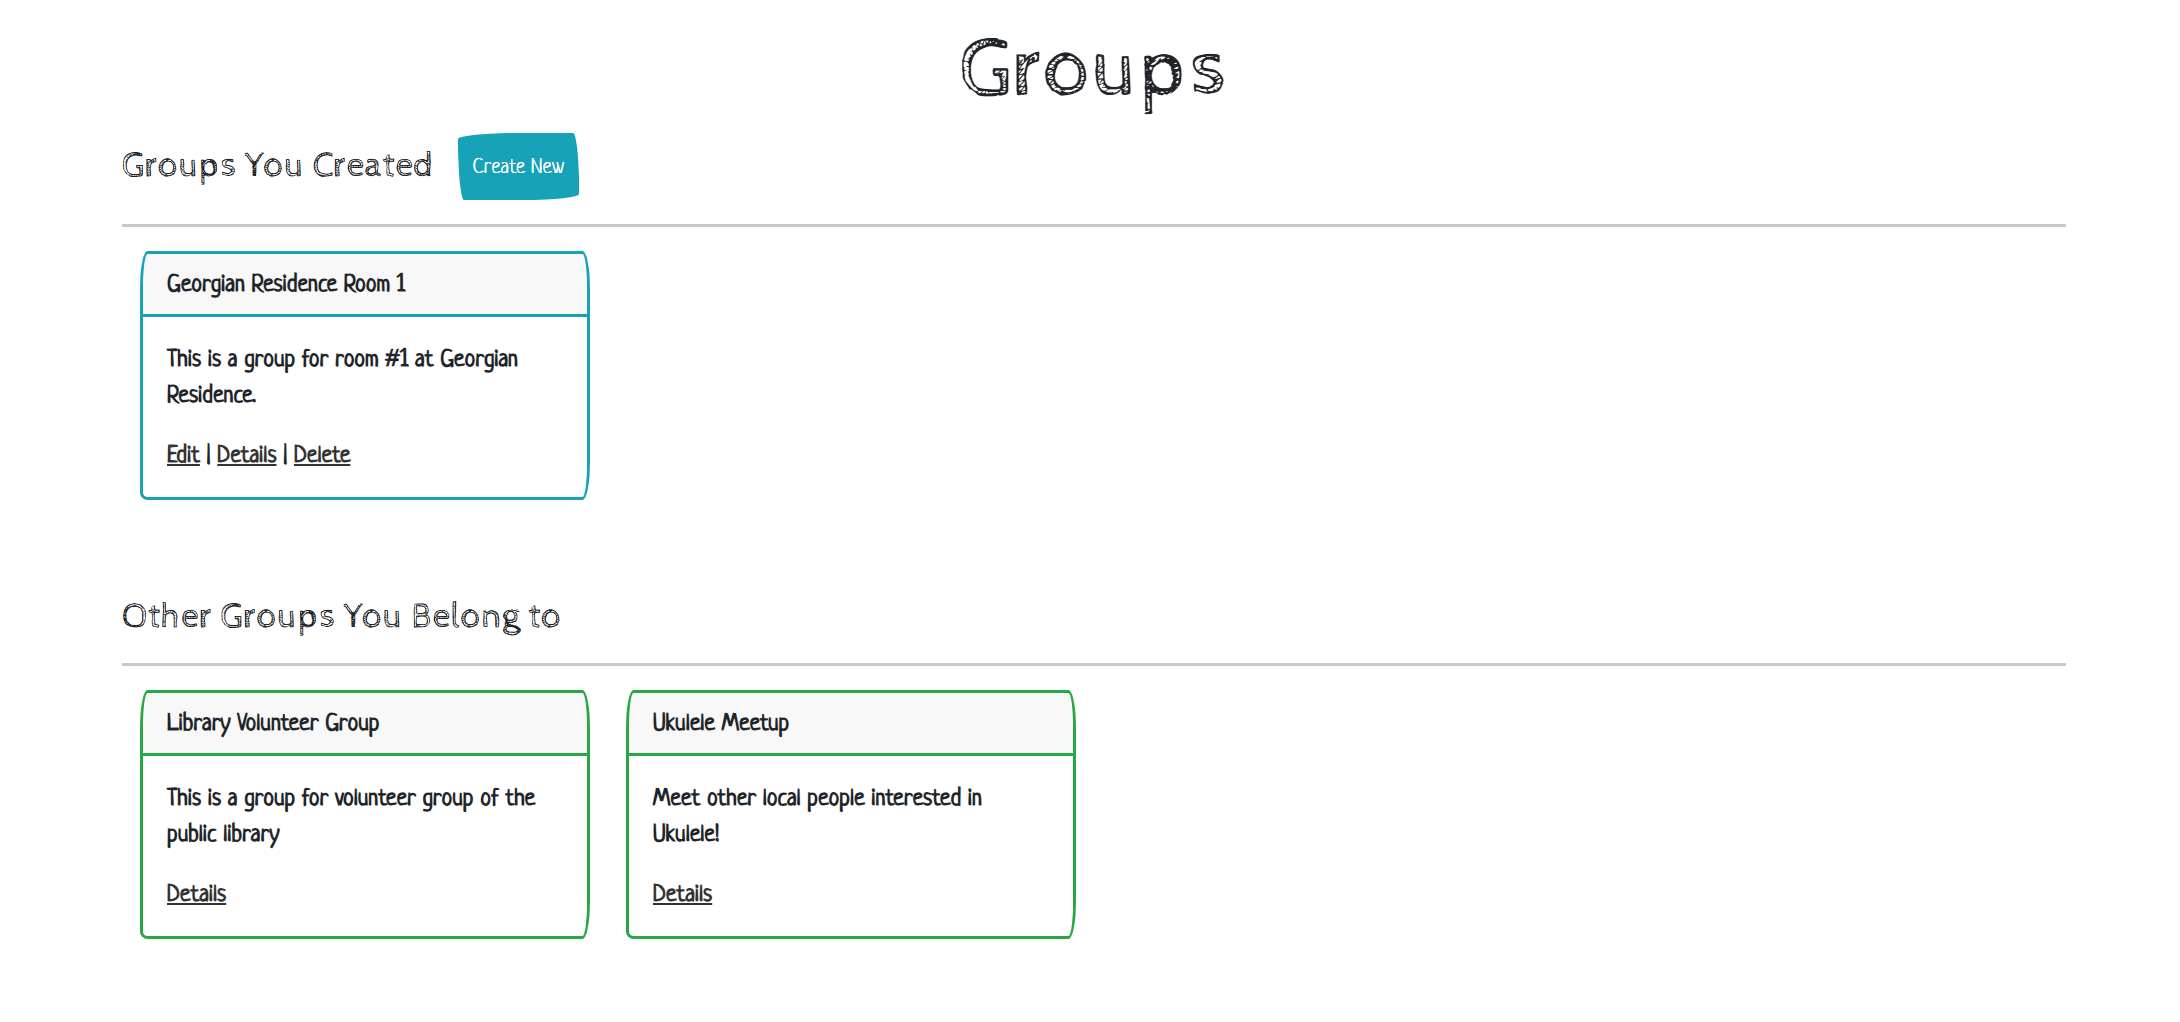 Groups
Groups You Created
Create New
Georgian Residence Room 1
This is a group for room #1 at Georgian
Residence.
Edit | Details | Delete
Other Groups You Belong to
Library Volunteer Group
This is a group for volunteer group of the
public library
Details
Ukulele Meetup
Meet other local people interested in
Ukulele!
Details